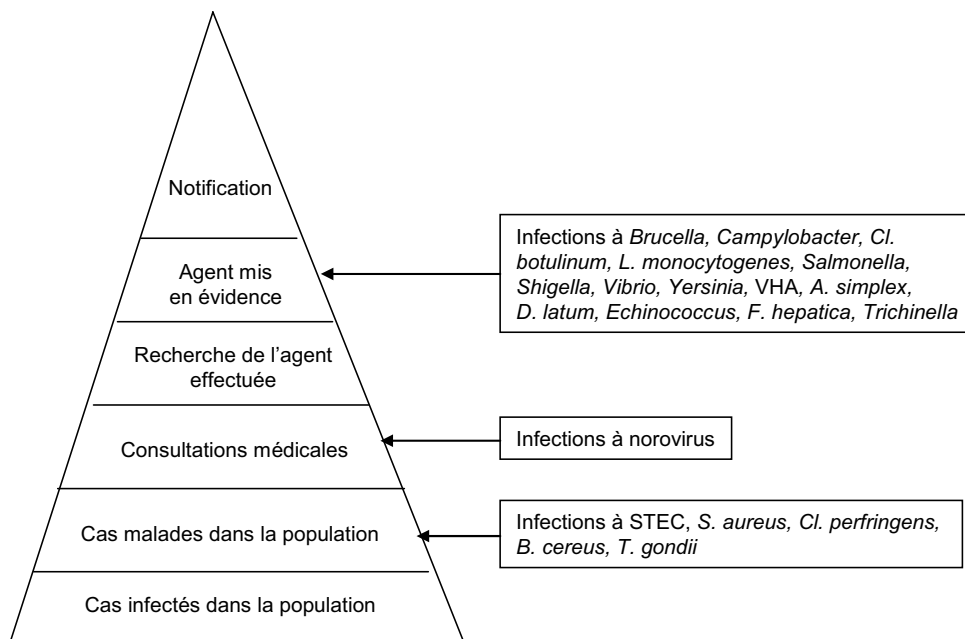 Notification
Agent mis
en évidence
Recherche de l'agent
effectuée
Consultations médicales
Cas malades dans la population
Cas infectés dans la population
Infections à Brucella, Campylobacter, Cl.
botulinum, L. monocytogenes, Salmonella,
Shigella, Vibrio, Yersinia, VHA, A. simplex,
D. latum, Echinococcus, F. hepatica, Trichinella
Infections à norovirus
Infections à STEC, S. aureus, Cl. perfringens,
B. cereus, T. gondii